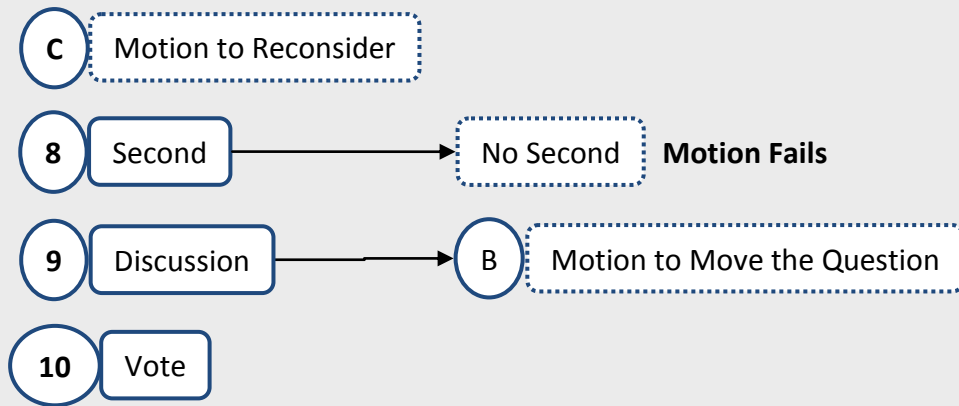 C Motion to Reconsider
8 Second No Second Motion Fails
9 Discussion B Motion to Move the Question
10 Vote